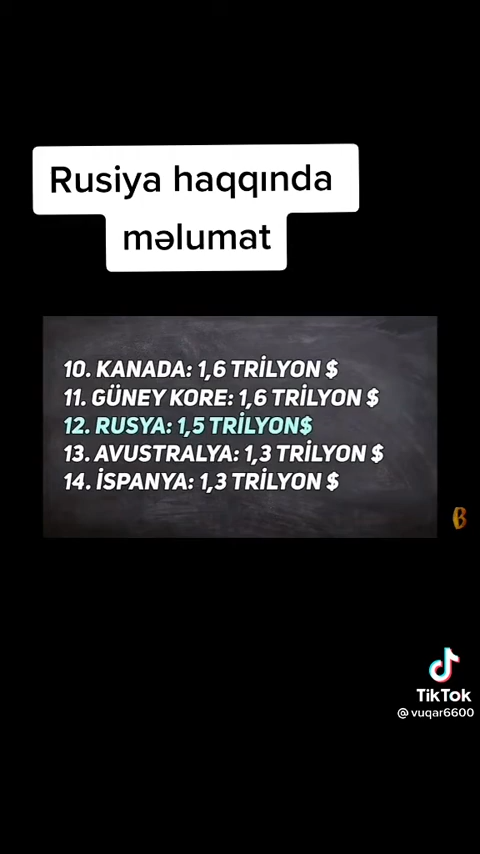 Rusiya haqqında
məlumat
10. KANADA: 1,6 TRİLYON $
11. GÜNEY KORE: 1,6 TRİLYON $
12. RUSYA: 1,5 TRİLYON$
13. AVUSTRALYA: 1,3 TRİLYON $
14. İSPANYA: 1,3 TRİLYON $
B
TikTok
@vuqar6600